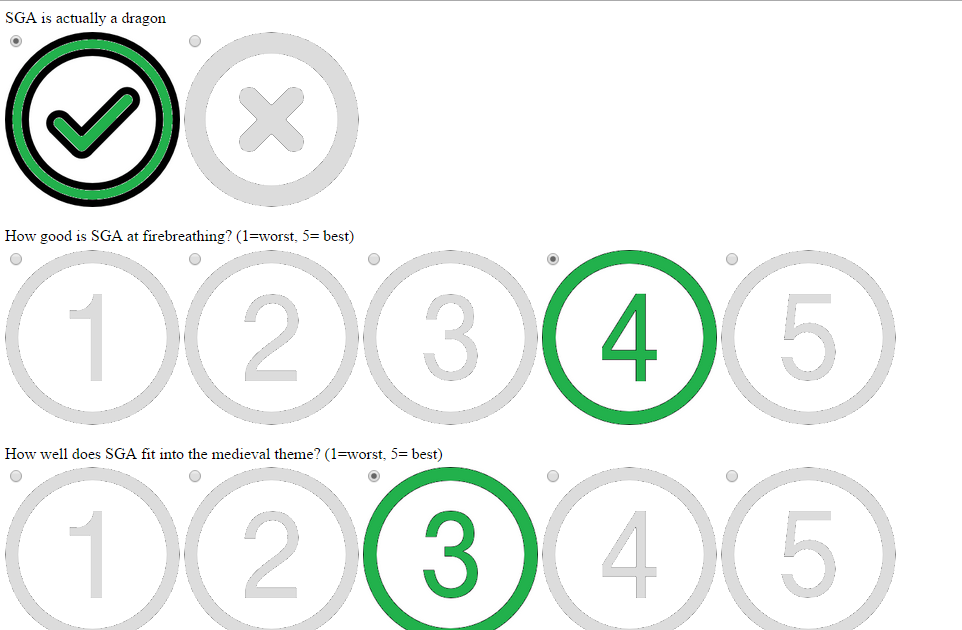 SGA is actually a dragon
How good is SGA at firebreathing? (1=worst, 5= best)
1 2 3 4 5
How well does SGA fit into the medieval theme? (1=worst, 5= best)
1 2 3 4 5